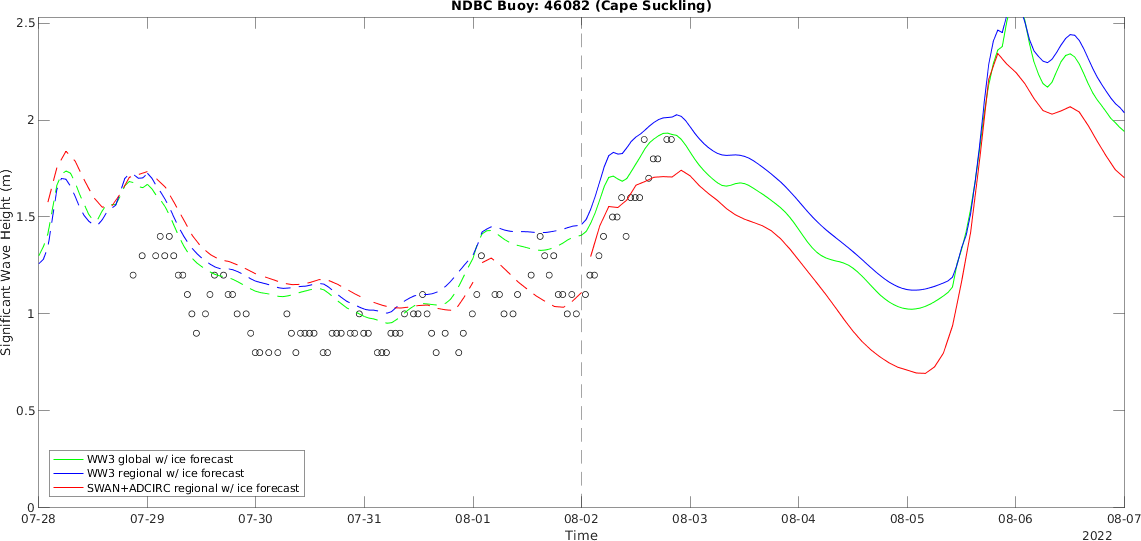 NDBC Buoy: 46082 (Cape Suckling)
Significant Wave Height (m)
2.5
2
1.5
1
0.5
0
WW3 global w/ ice forecast
WW3 regional w/ ice forecast
SWAN+ADCIRC regional w/ ice forecast
07-28 07-29 07-30 07-31 08-01 08-02 08-03 08-04 08-05 08-06 08-07
Time
2022